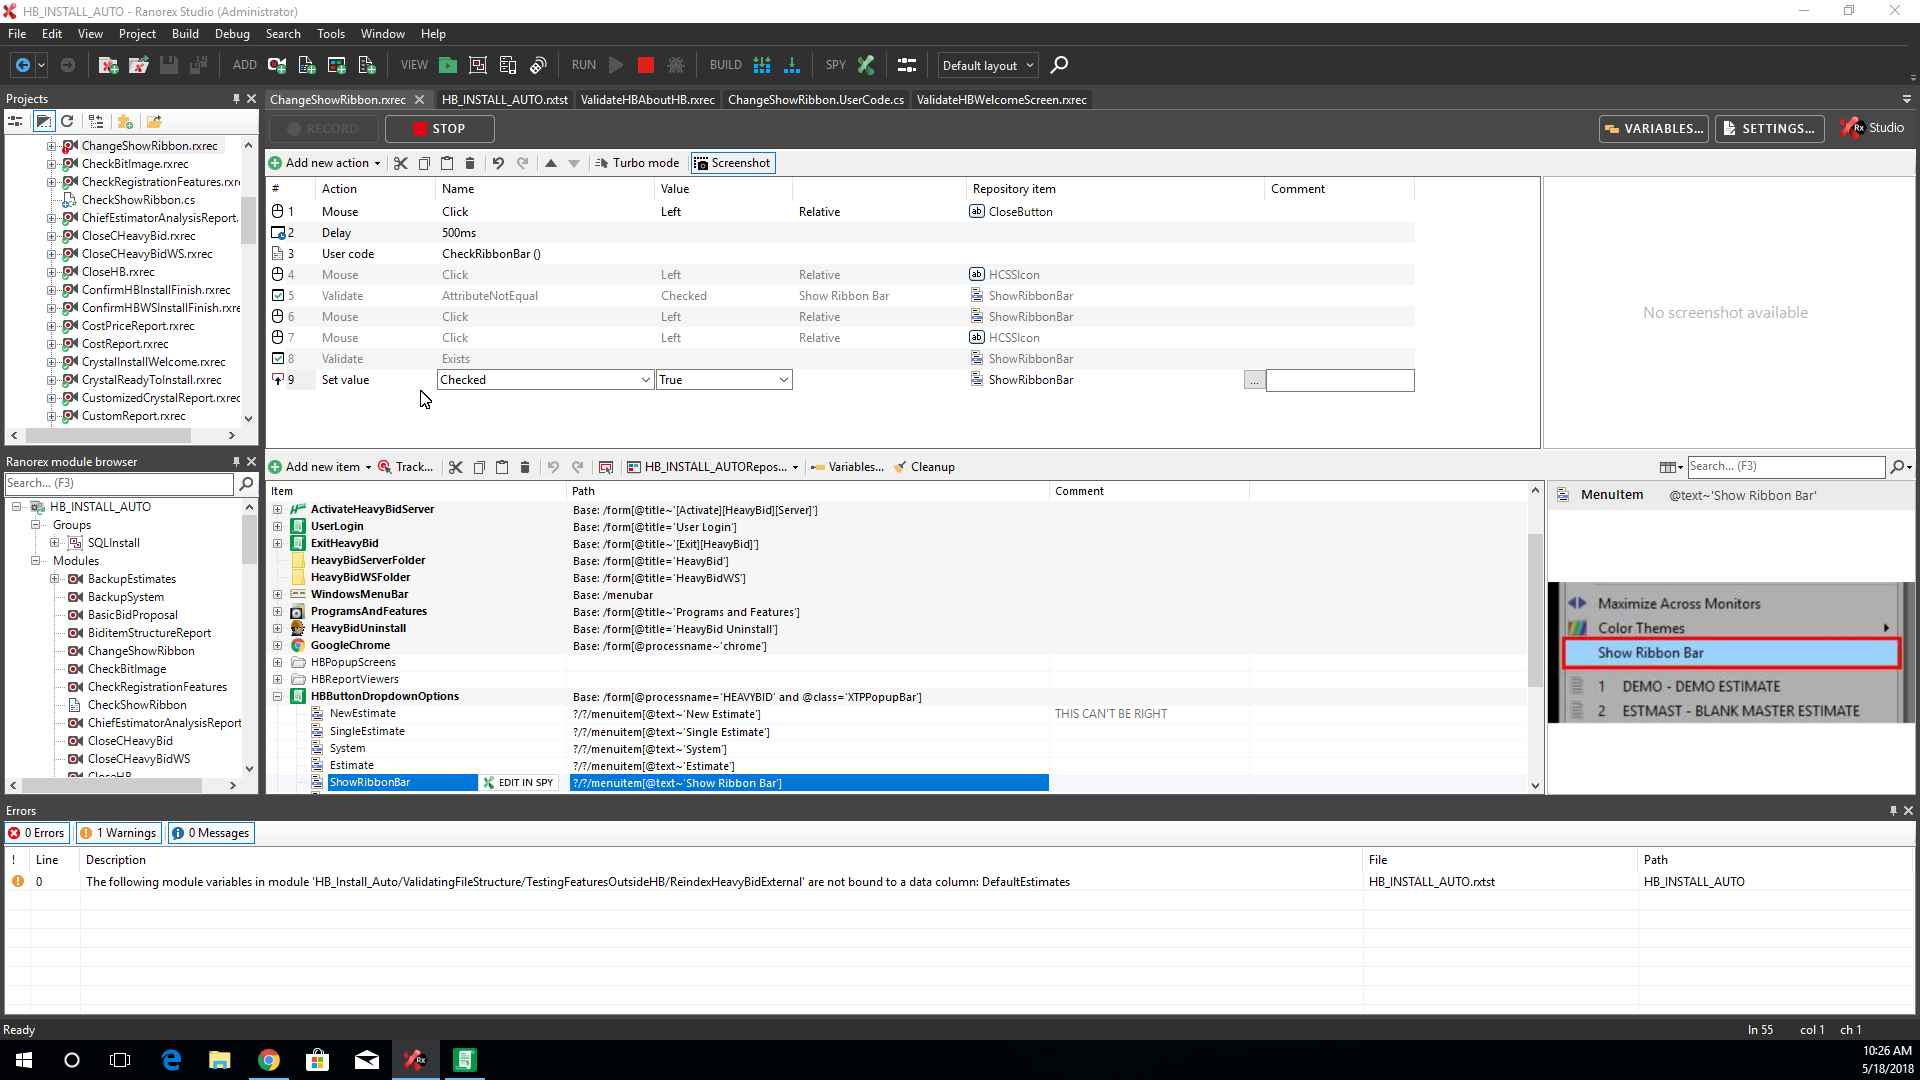 HB_INSTALL_AUTO - Ranorex Studio (Administrator)
File Edit View Project Build Debug Search Tools Window Help
ADD VIEW RUN BUILD SPY Default layout
Projects
ChangeShowRibbon.rxrec HB_INSTALL_AUTO.rxtst ValidateHBAboutHB.rxrec ChangeShowRibbon.UserCode.cs ValidateHBWelcomeScreen.rxrec
RECORD STOP VARIABLES... SETTINGS... Rx Studio
ChangeShowRibbon.rxrec
CheckBitImage.rxrec
CheckRegistrationFeatures.rxre
CheckShowRibbon.cs
ChiefEstimatorAnalysisReport.
CloseCHeavyBid.rxrec
CloseCHeavyBidWS.rxrec
CloseHB.rxrec
ConfirmHBInstallFinish.rxrec
ConfirmHBWSInstallFinish.rxre
CostPriceReport.rxrec
CostReport.rxrec
CrystalInstallWelcome.rxrec
CrystalReadyToInstall.rxrec
CustomizedCrystalReport.rxrec
CustomReport.rxrec
Add new action Turbo mode Screenshot
# Action Name Value Repository item Comment
1 Mouse Click Left Relative CloseButton
2 Delay 500ms
3 User code CheckRibbonBar ()
4 Mouse Click Left Relative HCSSIcon
5 Validate AttributeNotEqual Checked Show Ribbon Bar ShowRibbonBar
6 Mouse Click Left Relative ShowRibbonBar
7 Mouse Click Left Relative HCSSIcon
8 Validate Exists ShowRibbonBar
9 Set value Checked True ShowRibbonBar ...
No screenshot available
Ranorex module browser
Search... (F3)
HB_INSTALL_AUTO
Groups
SQLInstall
Modules
BackupEstimates
BackupSystem
BasicBidProposal
BiditemStructureReport
ChangeShowRibbon
CheckBitImage
CheckRegistrationFeatures
CheckShowRibbon
ChiefEstimatorAnalysisReport
CloseCHeavyBid
CloseCHeavyBidWS
CloseHB
Add new item Track... HB_INSTALL_AUTORepos... Variables... Cleanup Search... (F3)
Item Path Comment
ActivateHeavyBidServer Base: /form[@title~'[Activate][HeavyBid][Server]']
UserLogin Base: /form[@title='User Login']
ExitHeavyBid Base: /form[@title~'[Exit][HeavyBid]']
HeavyBidServerFolder Base: /form[@title='HeavyBid']
HeavyBidWSFolder Base: /form[@title='HeavyBidWS']
WindowsMenuBar Base: /menubar
ProgramsAndFeatures Base: /form[@title~'Programs and Features']
HeavyBidUninstall Base: /form[@title='HeavyBid Uninstall']
GoogleChrome Base: /form[@processname~'chrome']
HBPopupScreens
HBReportViewers
HBButtonDropdownOptions Base: /form[@processname='HEAVYBID' and @class='XTPPopupBar']
NewEstimate ?/?/menuitem[@text~'New Estimate'] THIS CAN'T BE RIGHT
SingleEstimate ?/?/menuitem[@text~'Single Estimate']
System ?/?/menuitem[@text~'System']
Estimate ?/?/menuitem[@text~'Estimate']
ShowRibbonBar EDIT IN SPY ?/?/menuitem[@text~'Show Ribbon Bar']
MenuItem @text~'Show Ribbon Bar'
Maximize Across Monitors
Color Themes
Show Ribbon Bar
1 DEMO - DEMO ESTIMATE
2 ESTMAST - BLANK MASTER ESTIMATE
Errors
0 Errors 1 Warnings 0 Messages
! Line Description File Path
0 The following module variables in module 'HB_Install_Auto/ValidatingFileStructure/TestingFeaturesOutsideHB/ReindexHeavyBidExternal' are not bound to a data column: DefaultEstimates HB_INSTALL_AUTO.rxtst HB_INSTALL_AUTO
Ready ln 55 col 1 ch 1
10:26 AM
5/18/2018